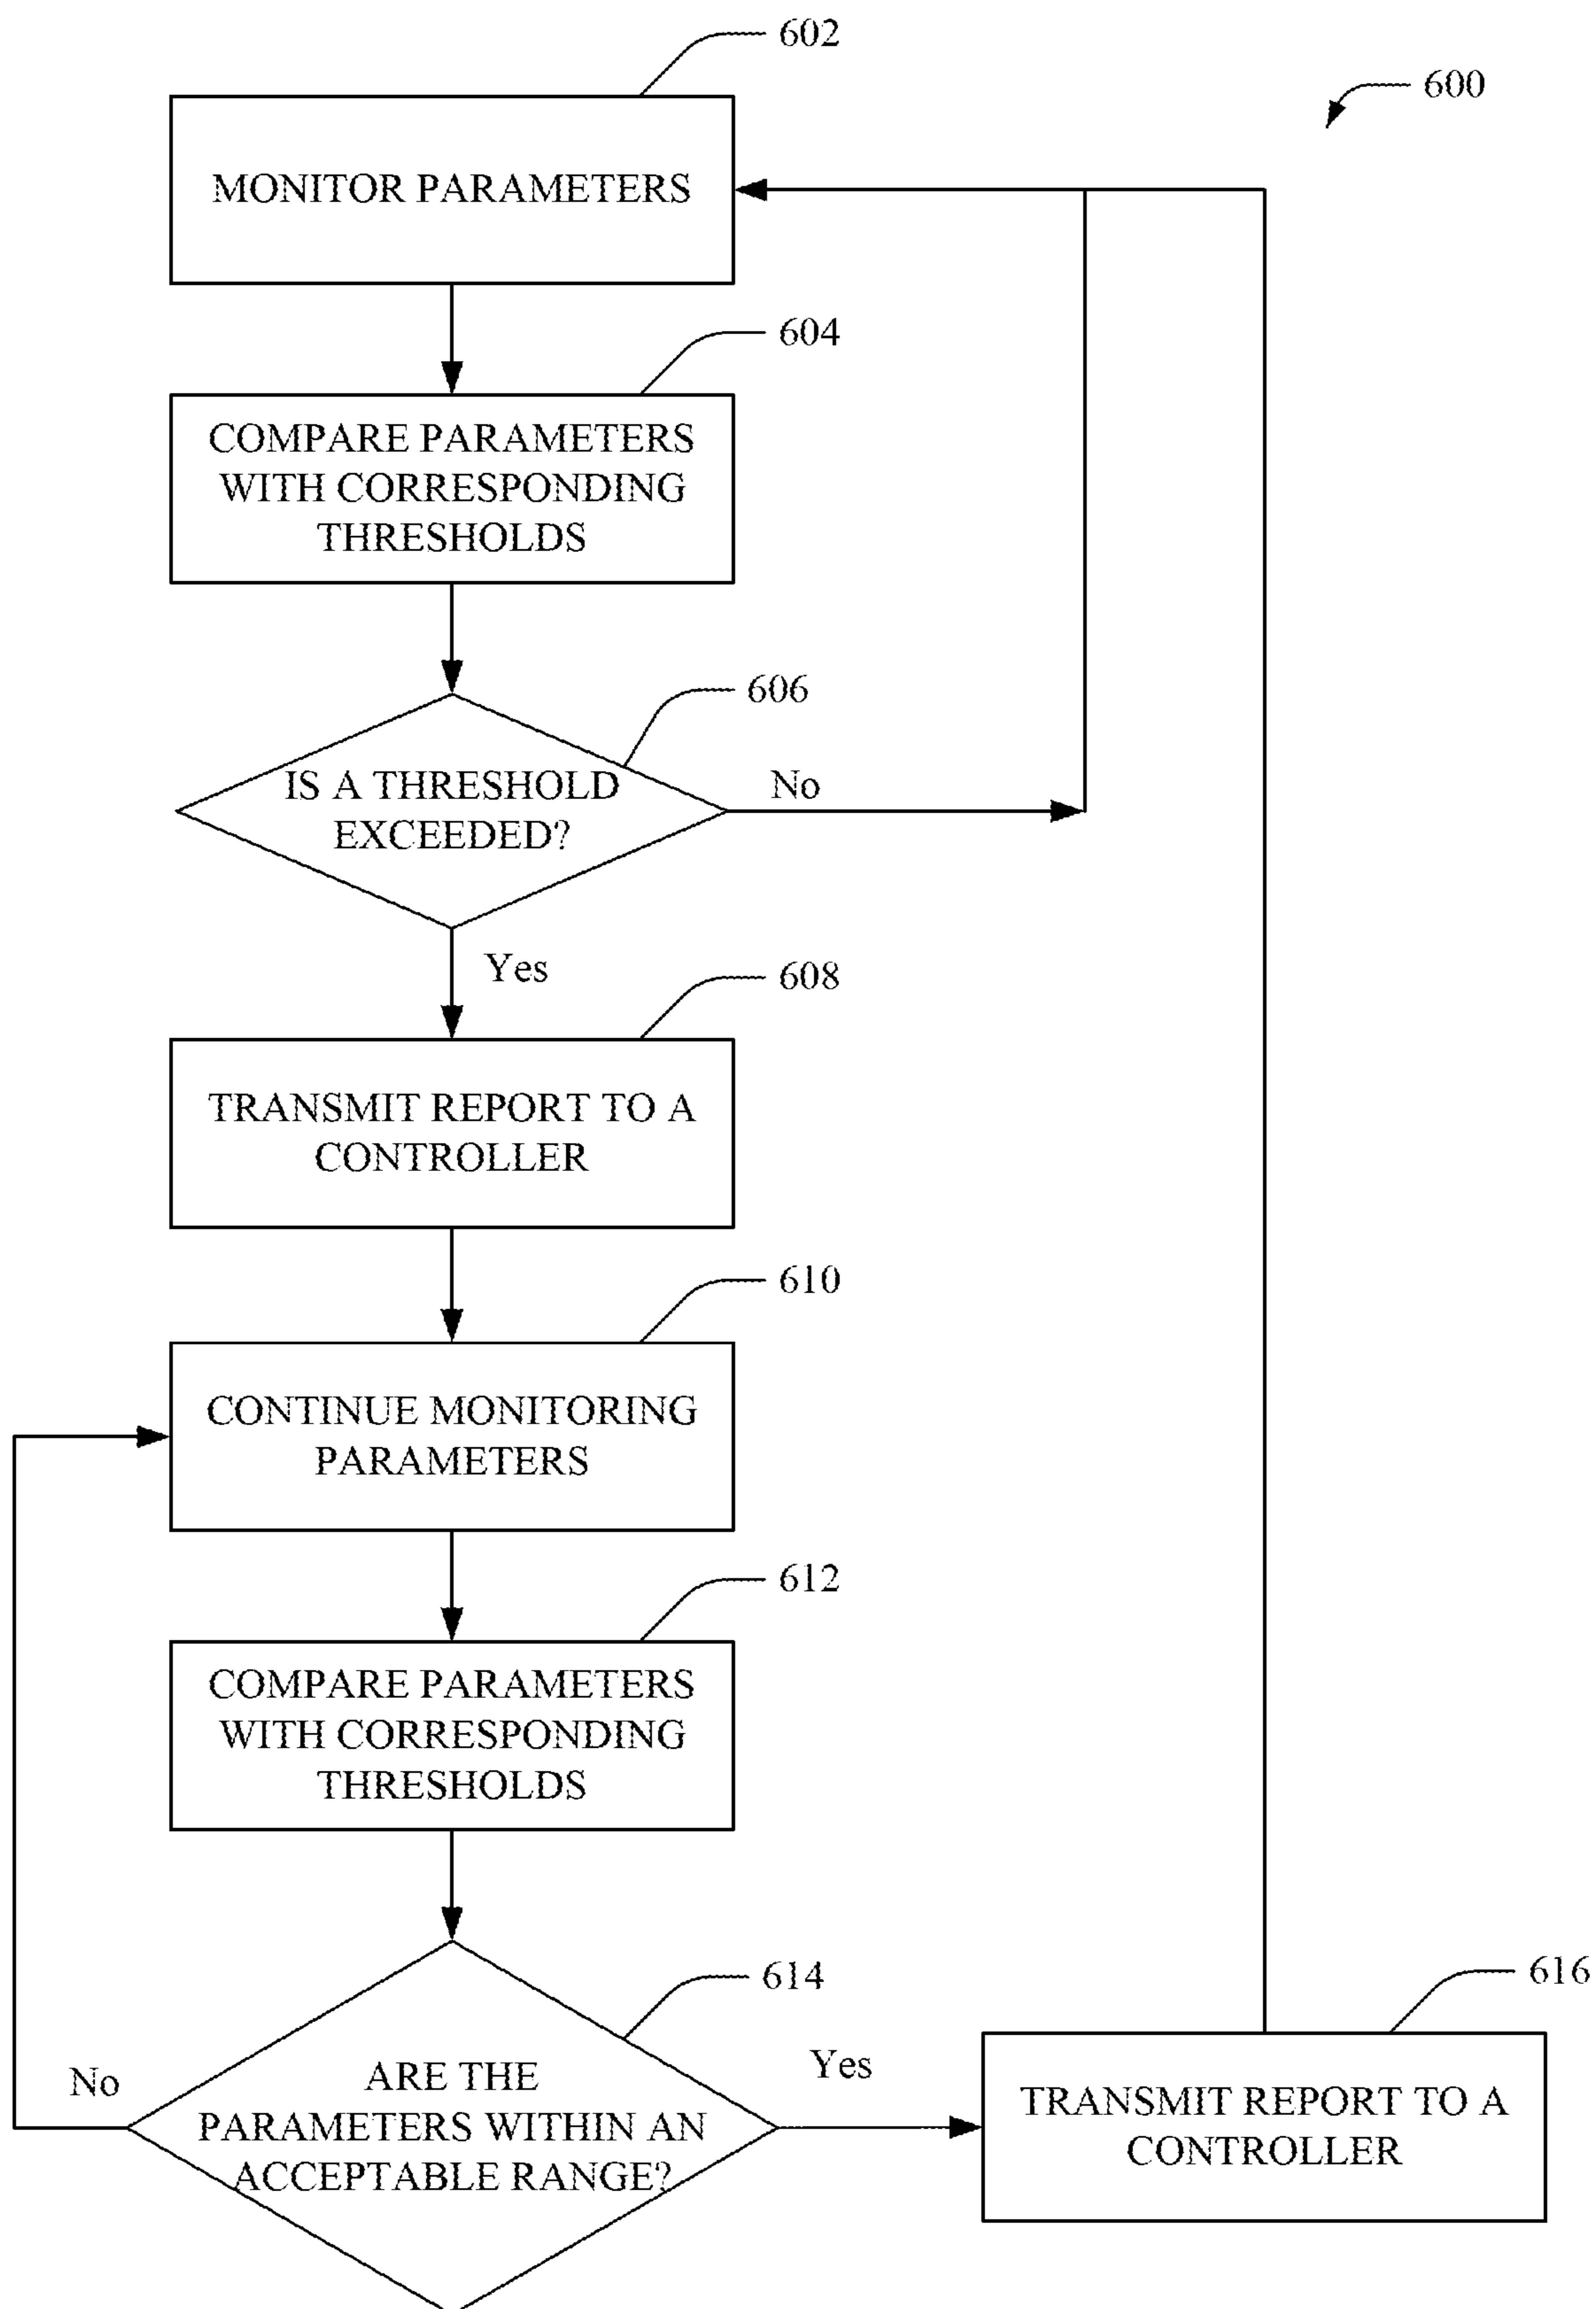 602
600
MONITOR PARAMETERS
604
COMPARE PARAMETERS
WITH CORRESPONDING
THRESHOLDS
606
IS A THRESHOLD
EXCEEDED?
No
Yes
608
TRANSMIT REPORT TO A
CONTROLLER
610
CONTINUE MONITORING
PARAMETERS
612
COMPARE PARAMETERS
WITH CORRESPONDING
THRESHOLDS
614
616
No
ARE THE
PARAMETERS WITHIN AN
ACCEPTABLE RANGE?
Yes
TRANSMIT REPORT TO A
CONTROLLER